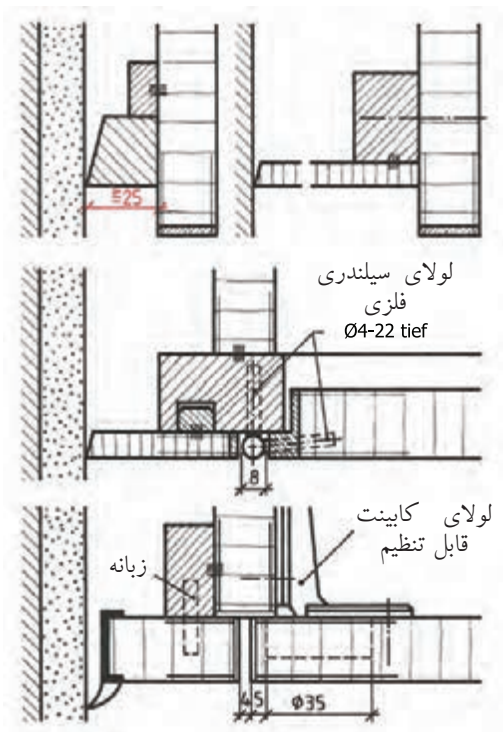 ≦25
لولای سیلندری
فلزی
Ø4-22 tief
8
لولای کابینت
قابل تنظیم
زبانه
4,5
Ø35